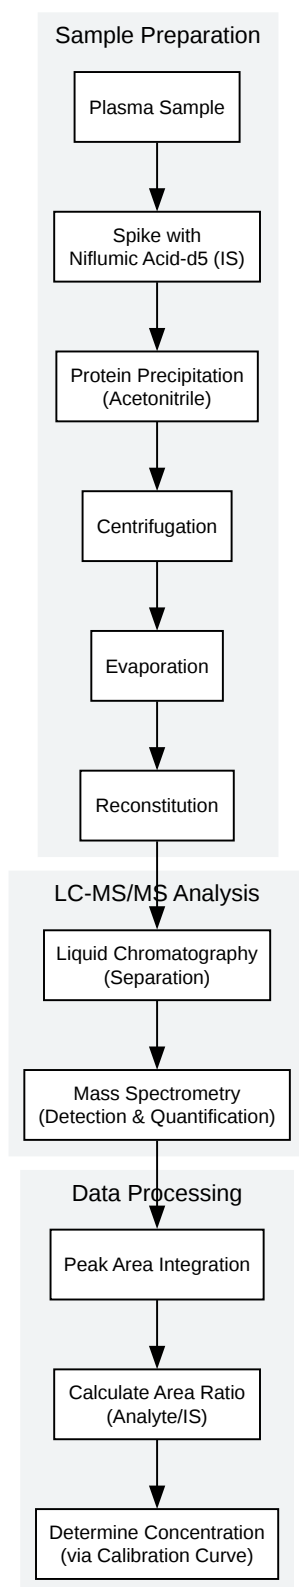 Sample Preparation
Plasma Sample
Spike with
Niflumic Acid-d5 (IS)
Protein Precipitation
(Acetonitrile)
Centrifugation
Evaporation
Reconstitution
LC-MS/MS Analysis
Liquid Chromatography
(Separation)
Mass Spectrometry
(Detection & Quantification)
Data Processing
Peak Area Integration
Calculate Area Ratio
(Analyte/IS)
Determine Concentration
(via Calibration Curve)